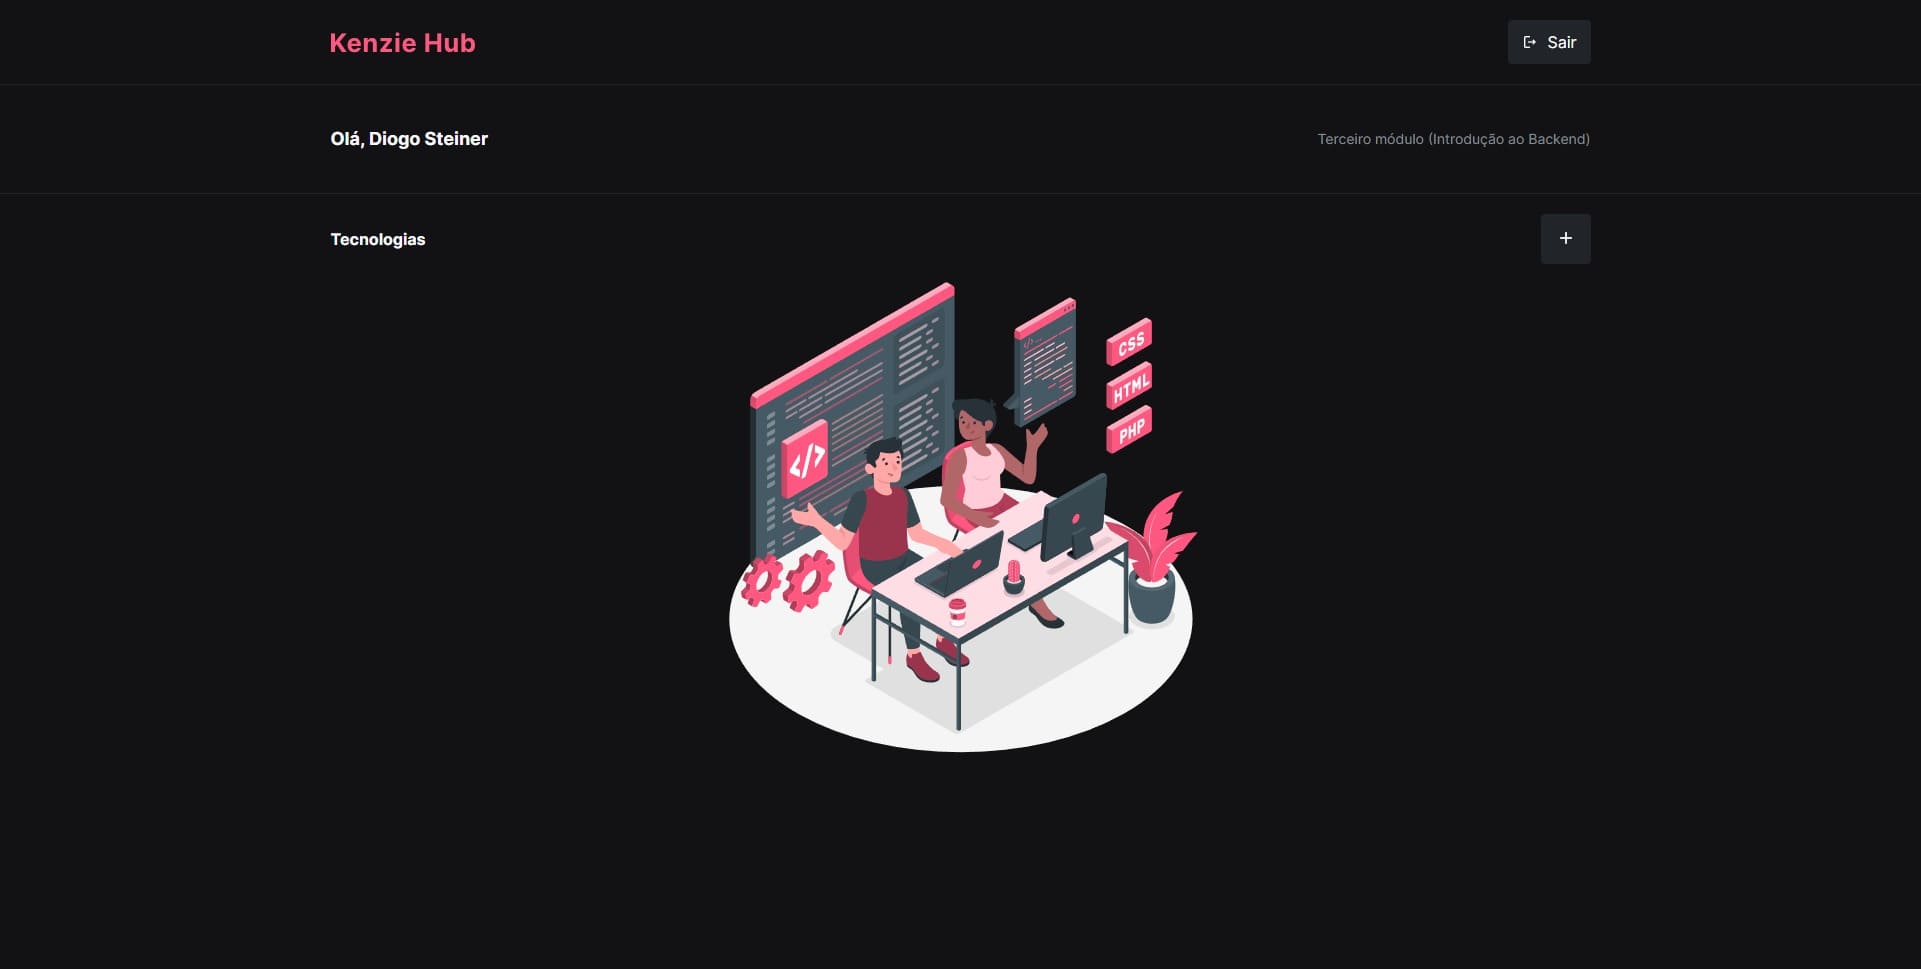 Kenzie Hub
Sair
Olá, Diogo Steiner
Terceiro módulo (Introdução ao Backend)
Tecnologias
+
CSS
HTML
PHP
</>